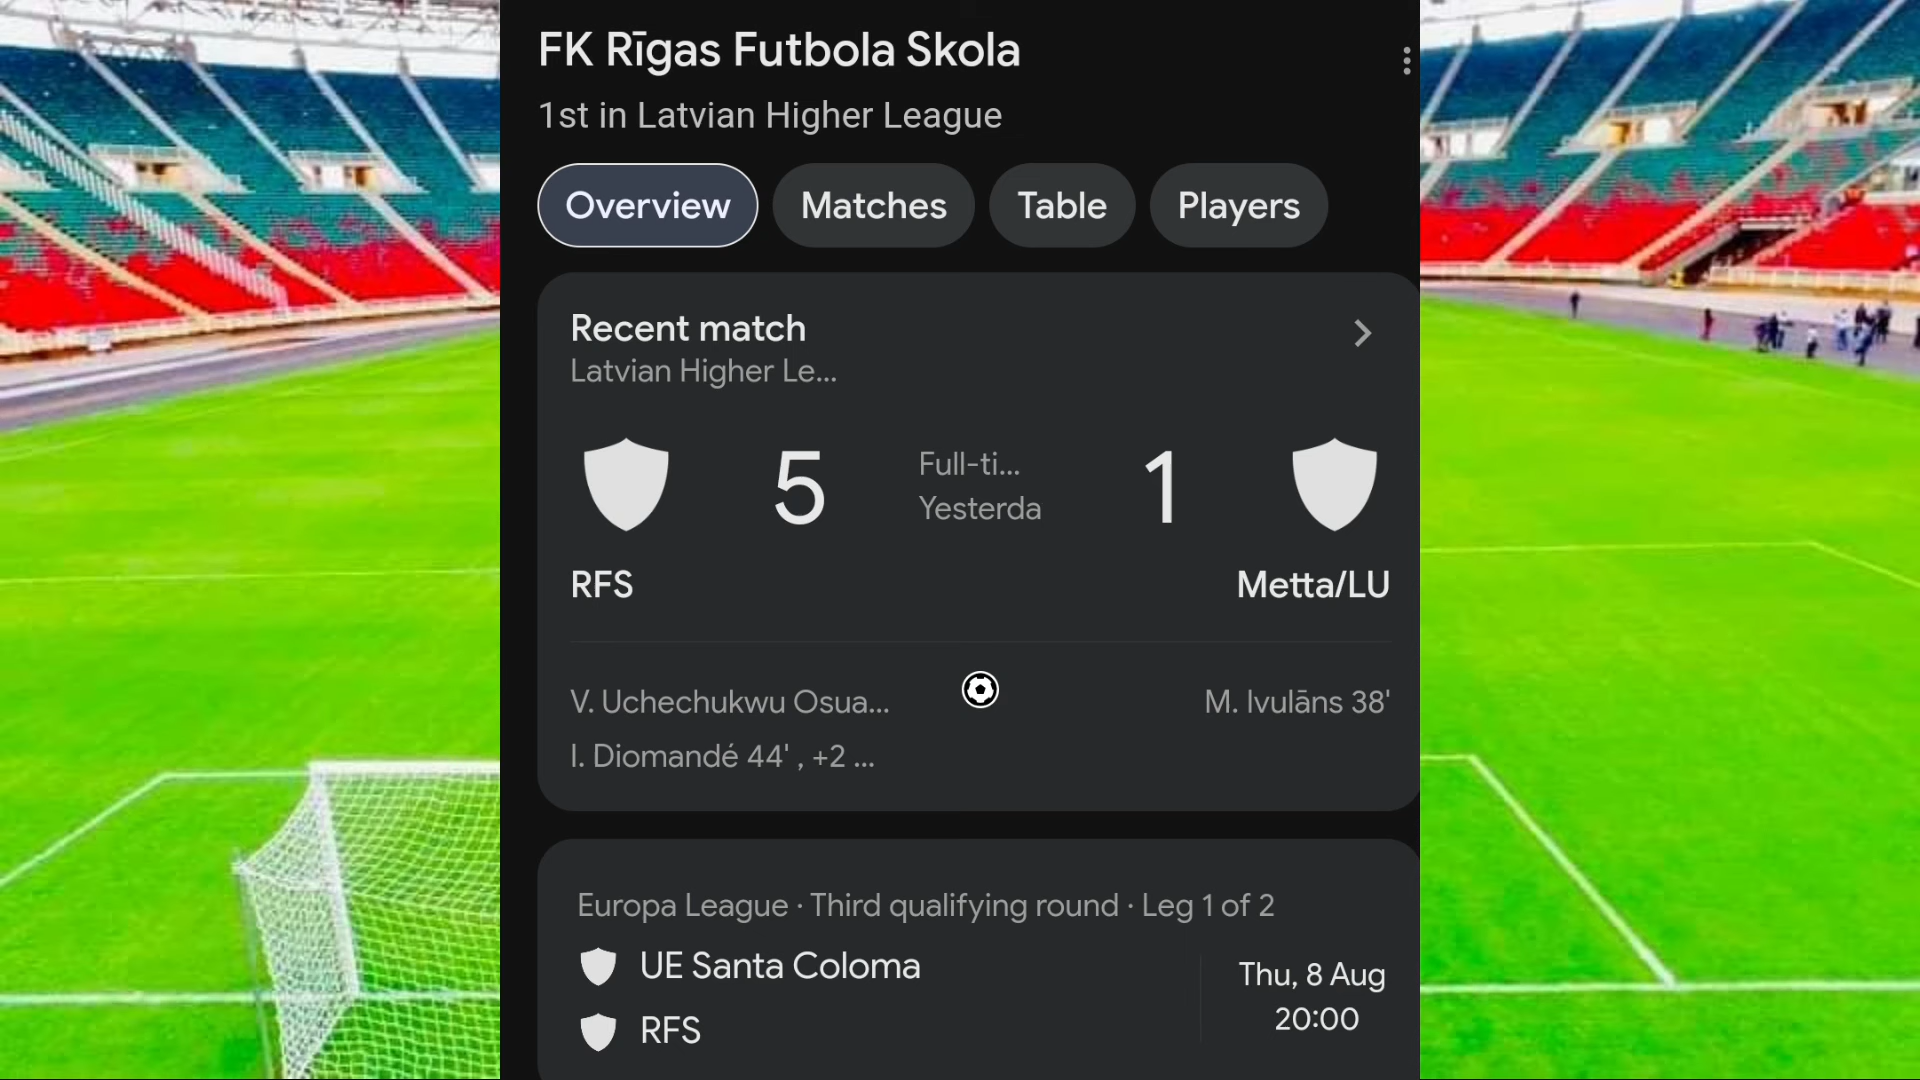 FK Rīgas Futbola Skola
1st in Latvian Higher League
Overview Matches Table Players
Recent match
Latvian Higher Le...
5 Full-ti... 1
Yesterda
RFS Metta/LU
V. Uchechukwu Osua... M. Ivulāns 38'
I. Diomandé 44' , +2 ...
Europa League · Third qualifying round · Leg 1 of 2
UE Santa Coloma Thu, 8 Aug
RFS 20:00